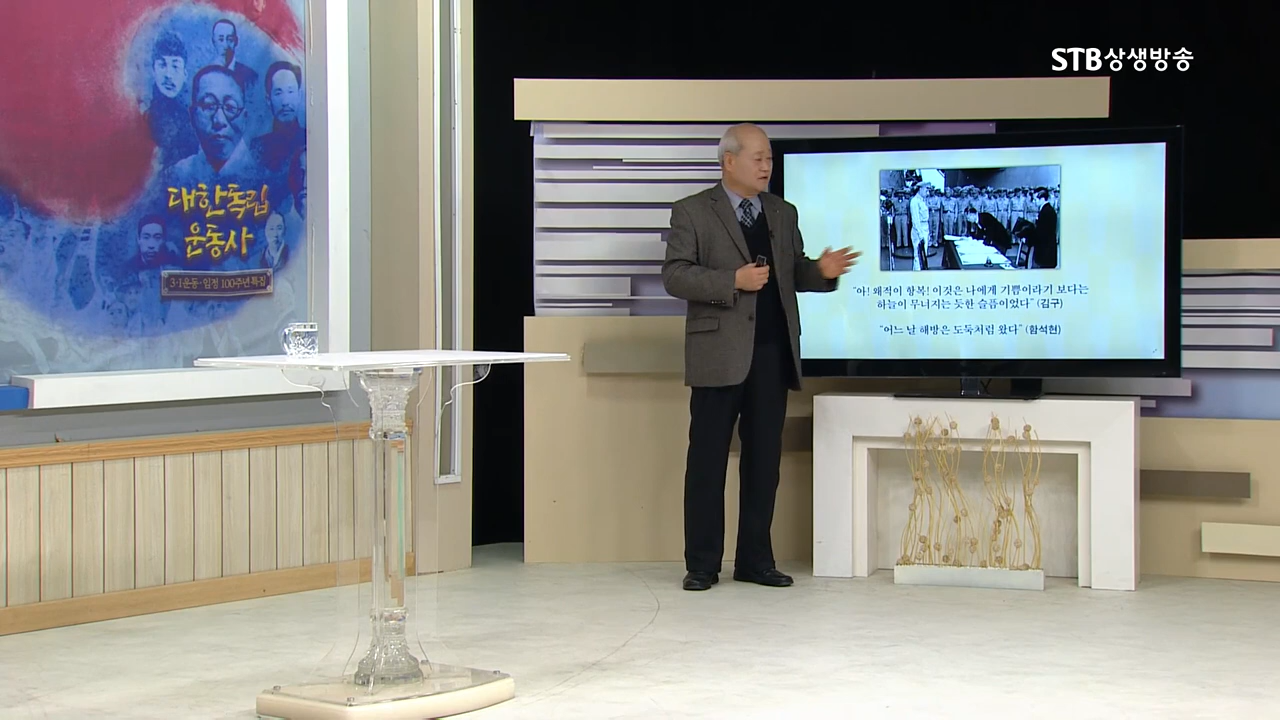 STB상생방송
대한독립
운동사
3·1운동·임정 100주년 특집
"아! 왜적이 항복! 이것은 나에게 기쁨이라기 보다는
하늘이 무너지는 듯한 슬픔이었다" (김구)
"어느 날 해방은 도둑처럼 왔다" (함석헌)